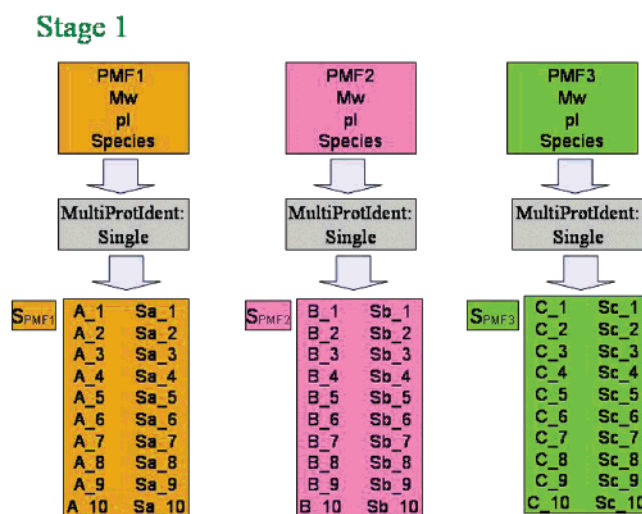 Stage 1
PMF1
Mw
pI
Species
PMF2
Mw
pI
Species
PMF3
Mw
pI
Species
MultiProtIdent:
Single
MultiProtIdent:
Single
MultiProtIdent:
Single
SPMF1
A_1 Sa_1
A_2 Sa_2
A_3 Sa_3
A_4 Sa_4
A_5 Sa_5
A_6 Sa_6
A_7 Sa_7
A_8 Sa_8
A_9 Sa_9
A_10 Sa_10
SPMF2
B_1 Sb_1
B_2 Sb_2
B_3 Sb_3
B_4 Sb_4
B_5 Sb_5
B_6 Sb_6
B_7 Sb_7
B_8 Sb_8
B_9 Sb_9
B_10 Sb_10
SPMF3
C_1 Sc_1
C_2 Sc_2
C_3 Sc_3
C_4 Sc_4
C_5 Sc_5
C_6 Sc_6
C_7 Sc_7
C_8 Sc_8
C_9 Sc_9
C_10 Sc_10